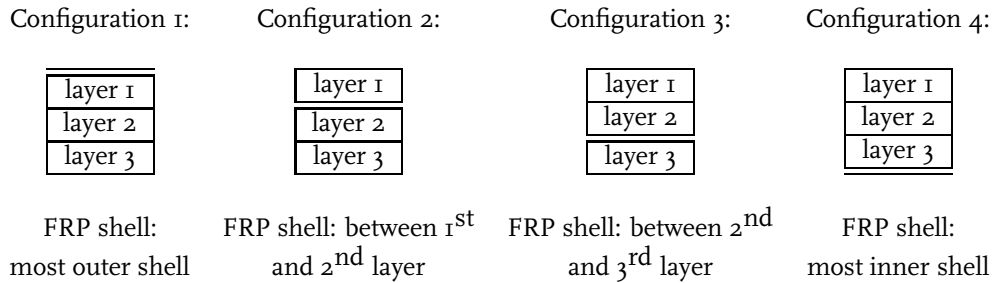 Configuration 1: Configuration 2: Configuration 3: Configuration 4:
layer 1 layer 1 layer 1 layer 1
layer 2 layer 2 layer 2 layer 2
layer 3 layer 3 layer 3 layer 3
FRP shell: FRP shell: between 1st FRP shell: between 2nd FRP shell:
most outer shell and 2nd layer and 3rd layer most inner shell